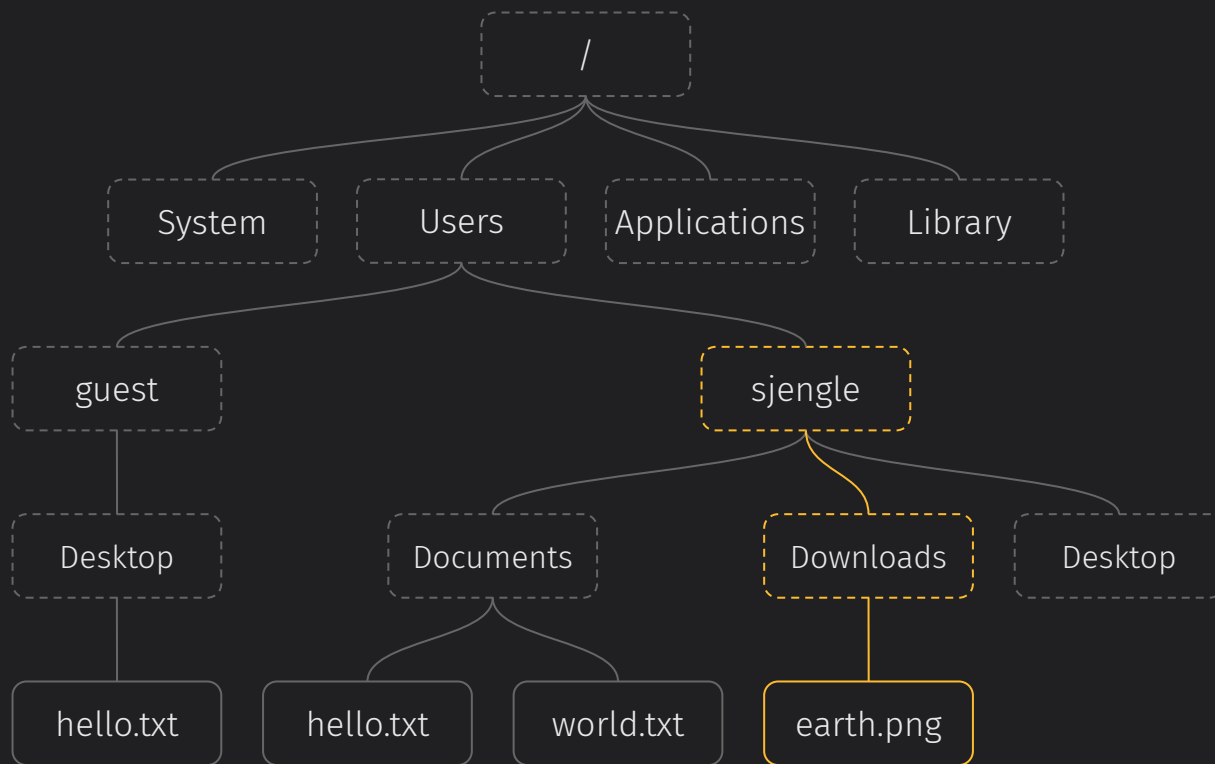 /
System
Users
Applications
Library
guest
sjengle
Desktop
Documents
Downloads
Desktop
hello.txt
hello.txt
world.txt
earth.png